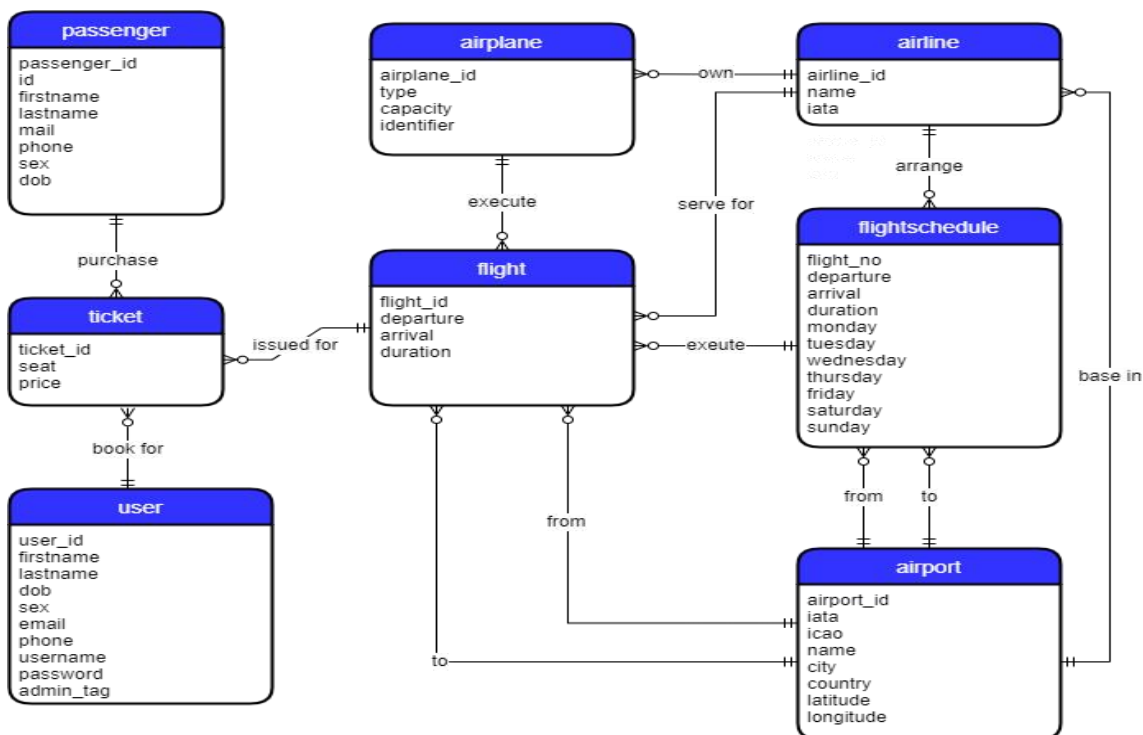 passenger
passenger_id
id
firstname
lastname
mail
phone
sex
dob
airplane
airplane_id
type
capacity
identifier
airline
airline_id
name
iata
own
arrange
execute
serve for
purchase
flightschedule
flight_no
departure
arrival
duration
monday
tuesday
wednesday
thursday
friday
saturday
sunday
flight
flight_id
departure
arrival
duration
ticket
ticket_id
seat
price
issued for
exeute
base in
book for
user
user_id
firstname
lastname
dob
sex
email
phone
username
password
admin_tag
from
to
from
to
airport
airport_id
iata
icao
name
city
country
latitude
longitude